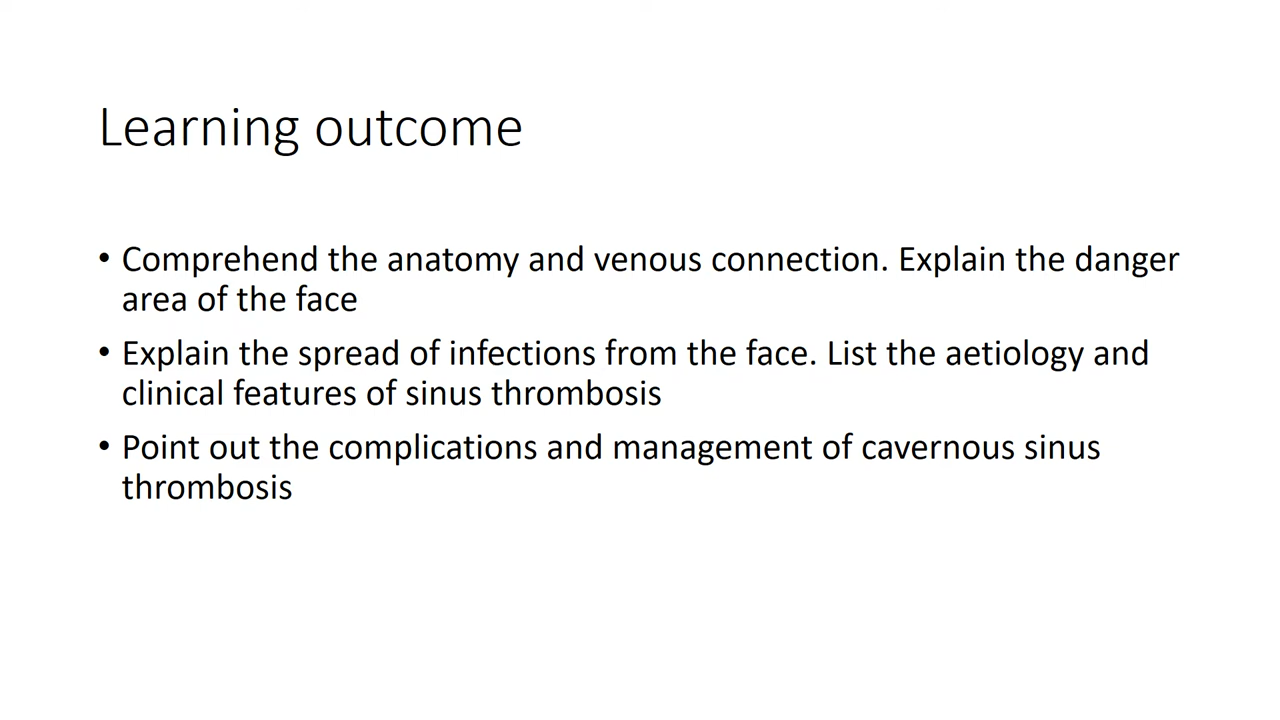 Learning outcome
• Comprehend the anatomy and venous connection. Explain the danger
area of the face
• Explain the spread of infections from the face. List the aetiology and
clinical features of sinus thrombosis
• Point out the complications and management of cavernous sinus
thrombosis